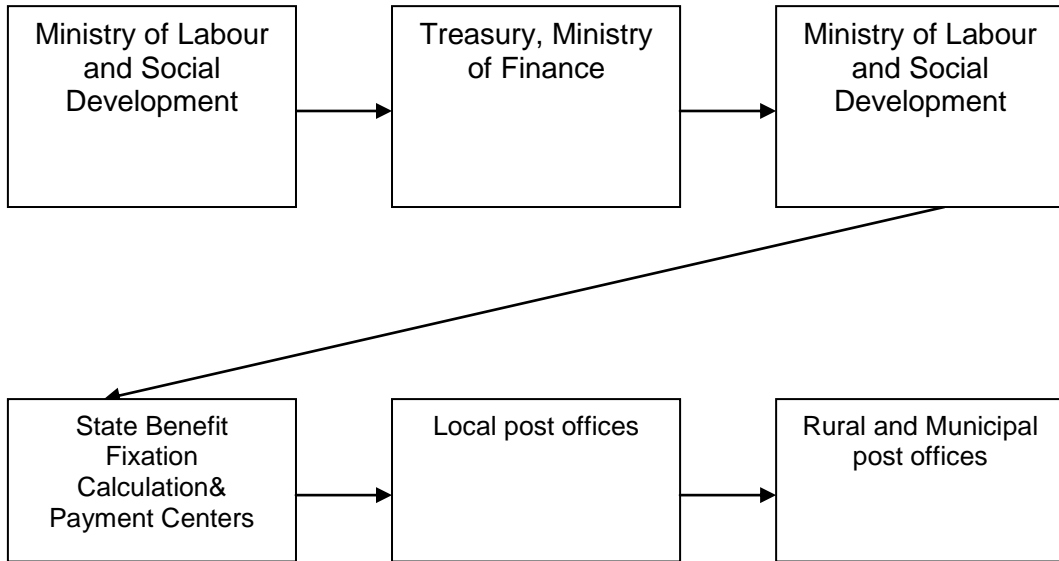 Ministry of Labour
and Social
Development
Treasury, Ministry
of Finance
Ministry of Labour
and Social
Development
State Benefit
Fixation
Calculation&
Payment Centers
Local post offices
Rural and Municipal
post offices